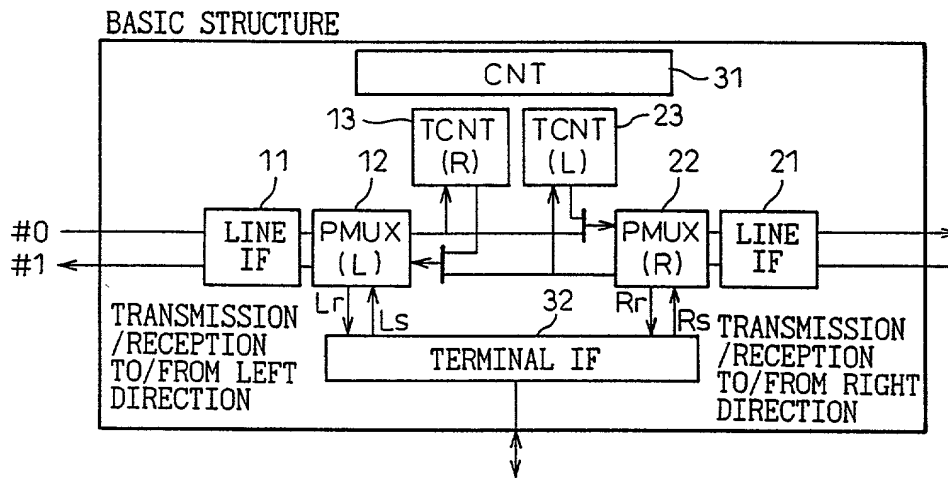 BASIC STRUCTURE
CNT
31
13
TCNT
(R)
TCNT
(L)
23
11
12
22
21
#0
#1
LINE
IF
PMUX
(L)
PMUX
(R)
LINE
IF
Lr
Ls
32
Rr
Rs
TERMINAL IF
TRANSMISSION
/RECEPTION
TO/FROM LEFT
DIRECTION
TRANSMISSION
/RECEPTION
TO/FROM RIGHT
DIRECTION